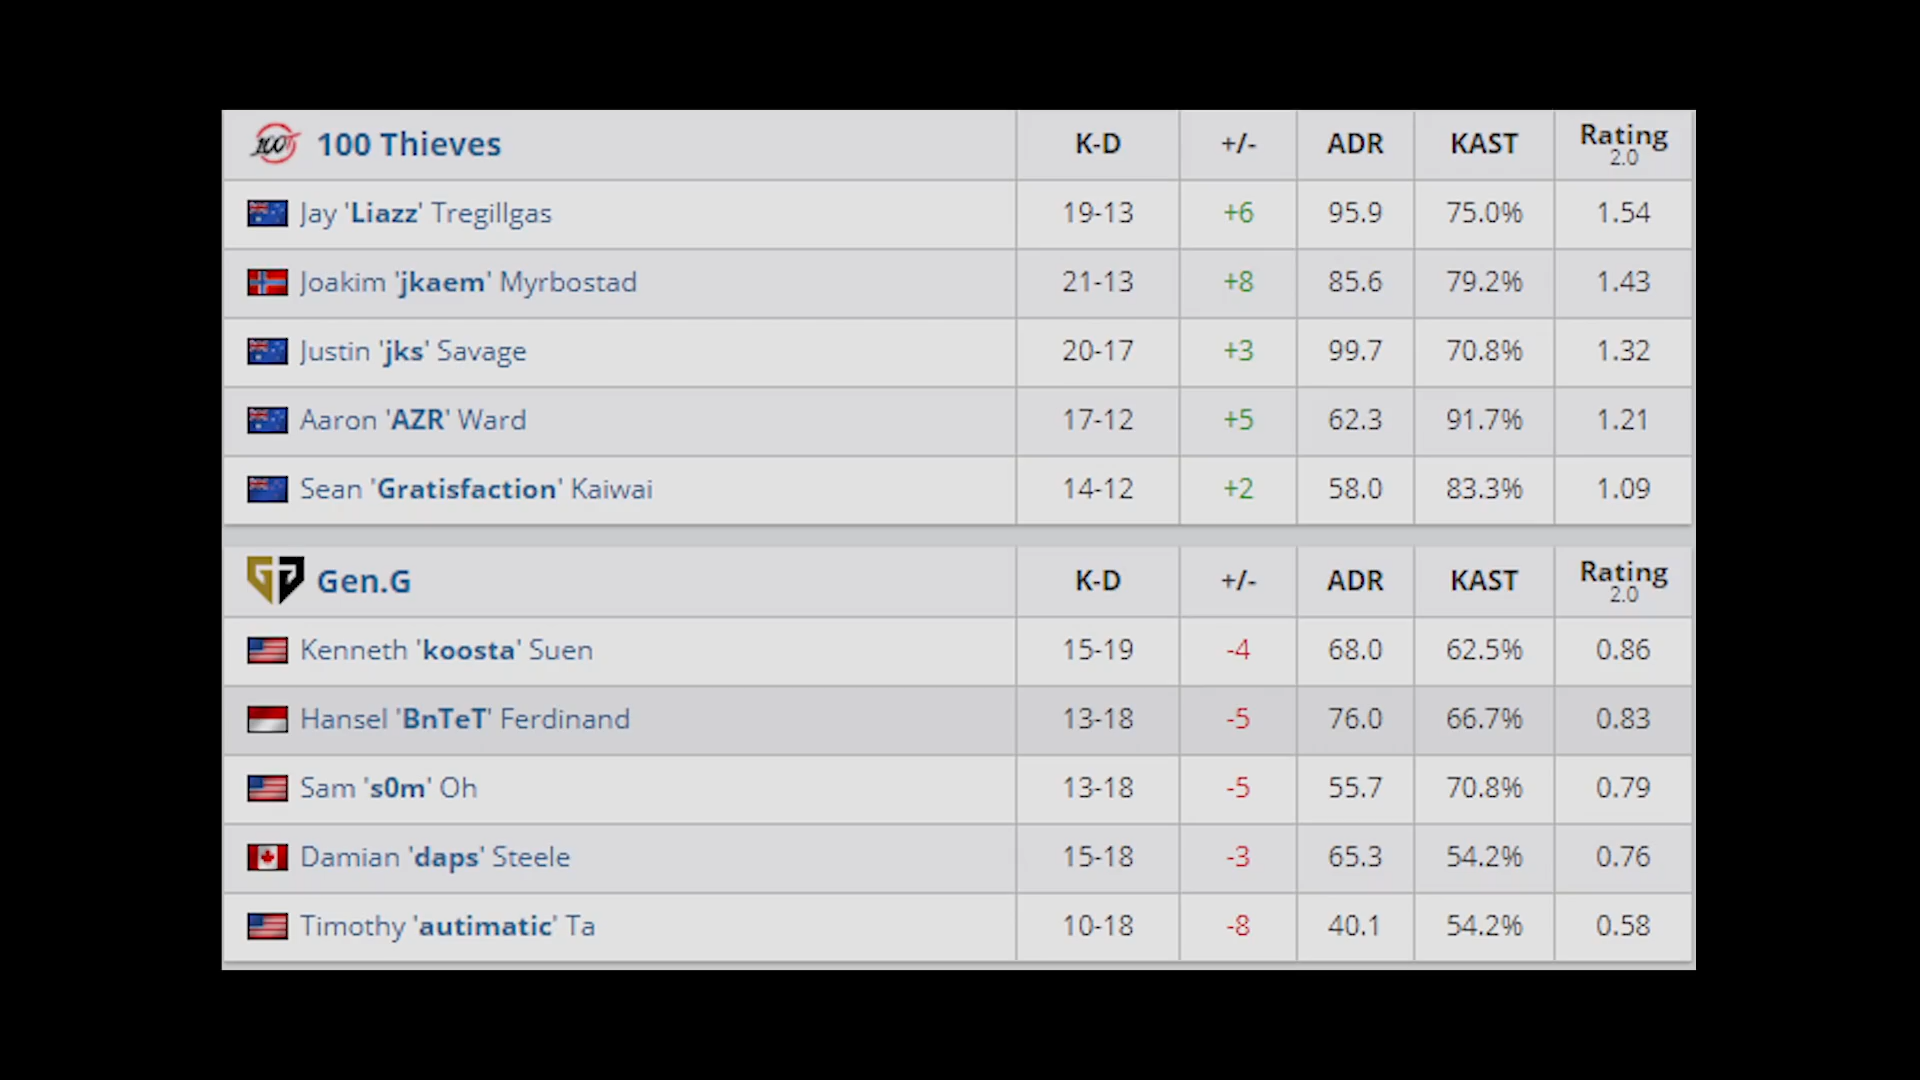 100T 100 Thieves K-D +/- ADR KAST Rating 2.0
Jay 'Liazz' Tregillgas 19-13 +6 95.9 75.0% 1.54
Joakim 'jkaem' Myrbostad 21-13 +8 85.6 79.2% 1.43
Justin 'jks' Savage 20-17 +3 99.7 70.8% 1.32
Aaron 'AZR' Ward 17-12 +5 62.3 91.7% 1.21
Sean 'Gratisfaction' Kaiwai 14-12 +2 58.0 83.3% 1.09
Gen.G K-D +/- ADR KAST Rating 2.0
Kenneth 'koosta' Suen 15-19 -4 68.0 62.5% 0.86
Hansel 'BnTeT' Ferdinand 13-18 -5 76.0 66.7% 0.83
Sam 's0m' Oh 13-18 -5 55.7 70.8% 0.79
Damian 'daps' Steele 15-18 -3 65.3 54.2% 0.76
Timothy 'autimatic' Ta 10-18 -8 40.1 54.2% 0.58